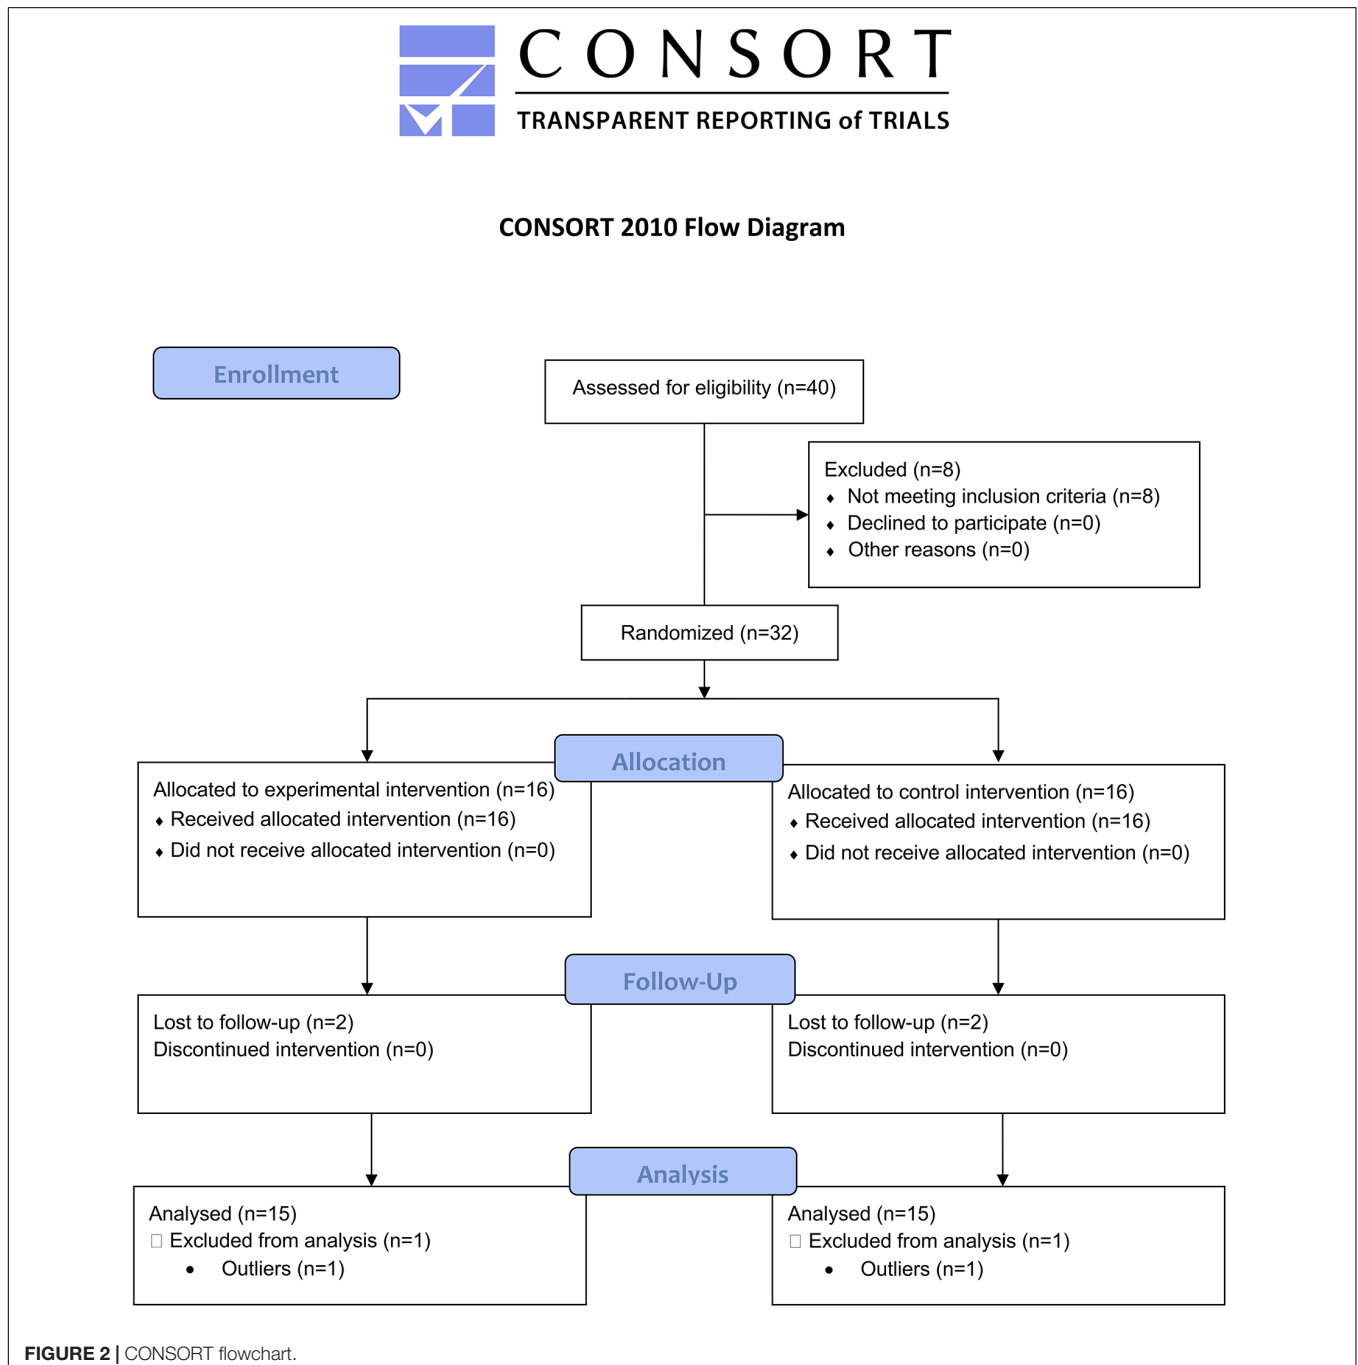 CONSORT
TRANSPARENT REPORTING of TRIALS
CONSORT 2010 Flow Diagram
Enrollment
Assessed for eligibility (n=40)
Excluded (n=8)
♦ Not meeting inclusion criteria (n=8)
♦ Declined to participate (n=0)
♦ Other reasons (n=0)
Randomized (n=32)
Allocation
Allocated to experimental intervention (n=16)
♦ Received allocated intervention (n=16)
♦ Did not receive allocated intervention (n=0)
Allocated to control intervention (n=16)
♦ Received allocated intervention (n=16)
♦ Did not receive allocated intervention (n=0)
Follow-Up
Lost to follow-up (n=2)
Discontinued intervention (n=0)
Lost to follow-up (n=2)
Discontinued intervention (n=0)
Analysis
Analysed (n=15)
□ Excluded from analysis (n=1)
• Outliers (n=1)
Analysed (n=15)
□ Excluded from analysis (n=1)
• Outliers (n=1)
FIGURE 2 | CONSORT flowchart.